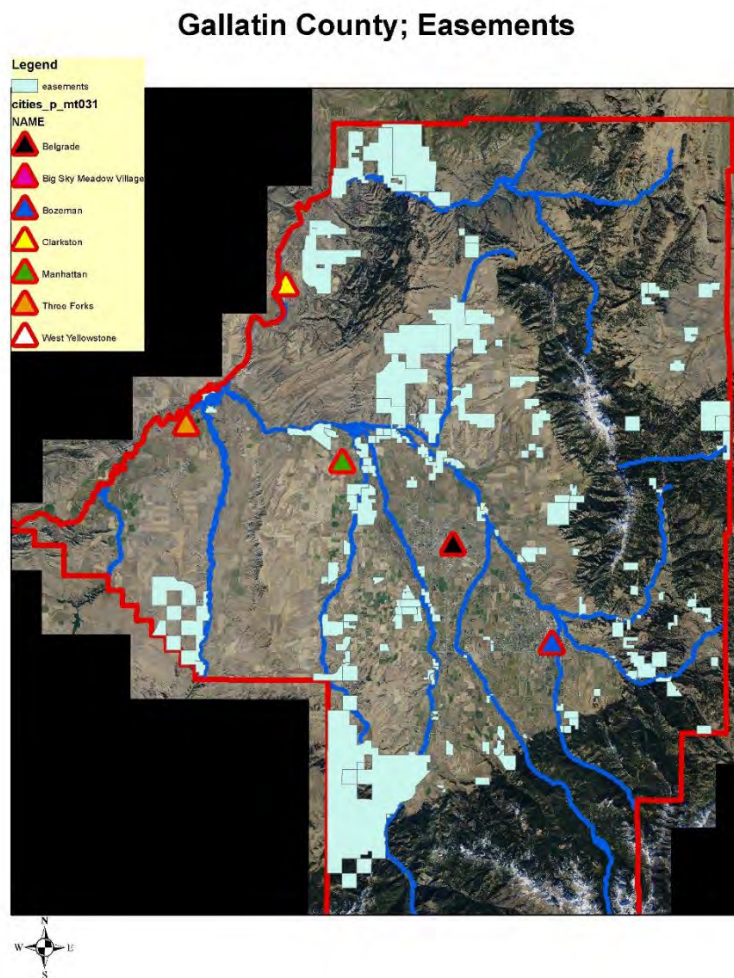 Gallatin County; Easements
Legend
easements
cities_p_mt031
NAME
Belgrade
Big Sky Meadow Village
Bozeman
Clarkston
Manhattan
Three Forks
West Yellowstone
N
W E
S